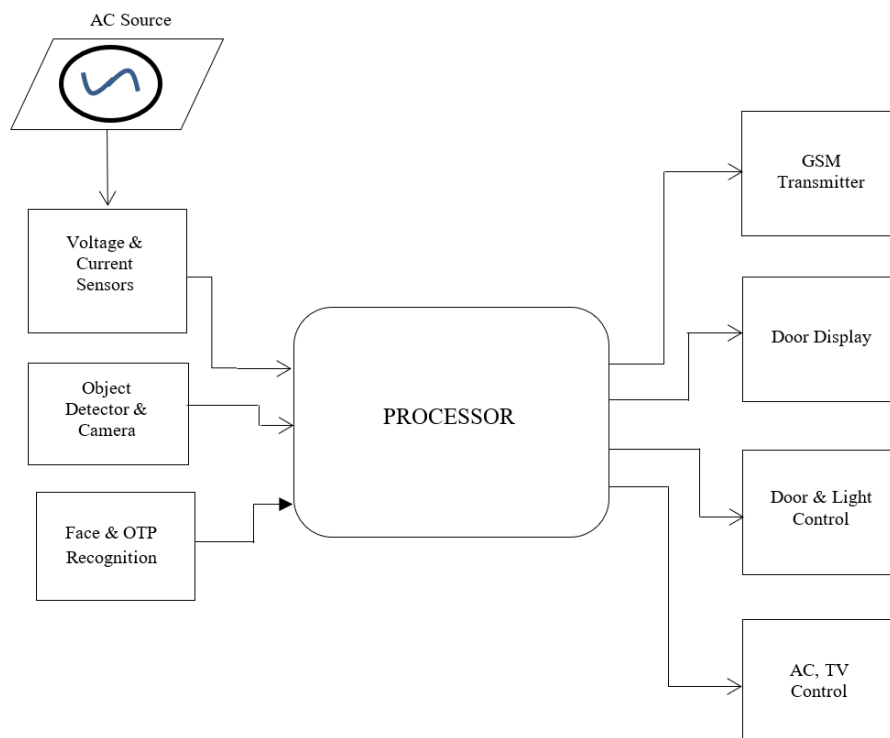 AC Source
Voltage &
Current
Sensors
Object
Detector &
Camera
Face & OTP
Recognition
PROCESSOR
GSM
Transmitter
Door Display
Door & Light
Control
AC, TV
Control